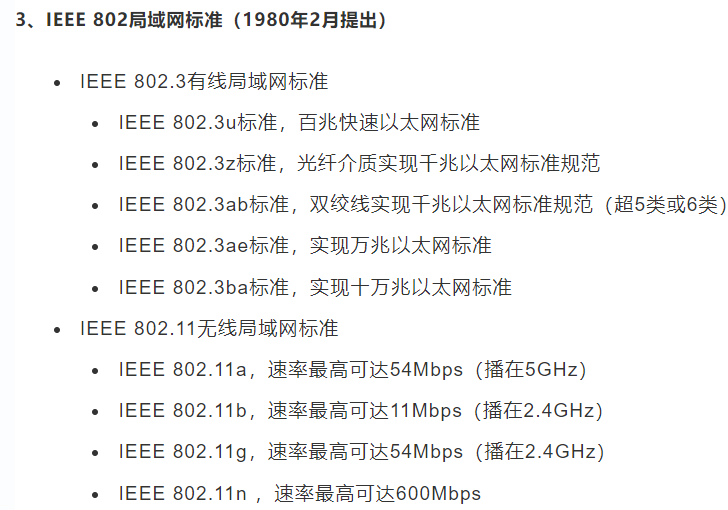 3、IEEE 802局域网标准（1980年2月提出）
IEEE 802.3有线局域网标准
IEEE 802.3u标准，百兆快速以太网标准
IEEE 802.3z标准，光纤介质实现千兆以太网标准规范
IEEE 802.3ab标准，双绞线实现千兆以太网标准规范（超5类或6类）
IEEE 802.3ae标准，实现万兆以太网标准
IEEE 802.3ba标准，实现十万兆以太网标准
IEEE 802.11无线局域网标准
IEEE 802.11a，速率最高可达54Mbps（播在5GHz）
IEEE 802.11b，速率最高可达11Mbps（播在2.4GHz）
IEEE 802.11g，速率最高可达54Mbps（播在2.4GHz）
IEEE 802.11n ，速率最高可达600Mbps